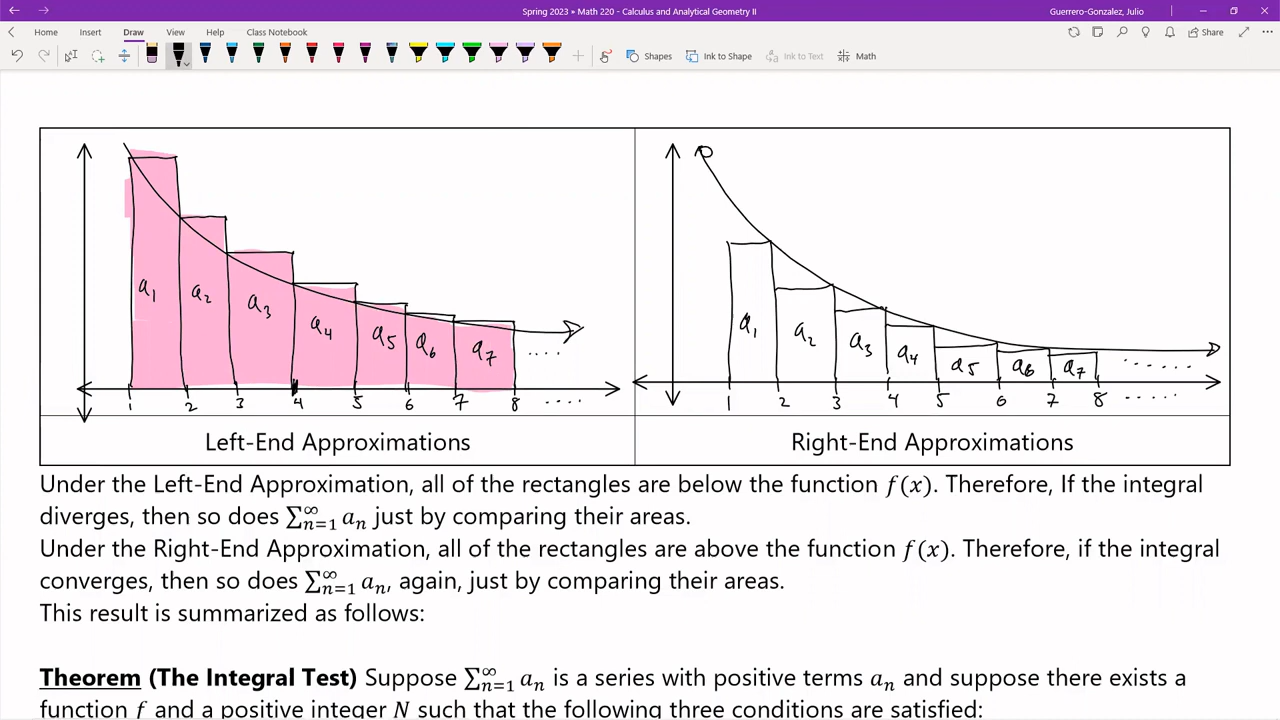 Spring 2023 » Math 220 - Calculus and Analytical Geometry II
Guerrero-Gonzalez, Julio
Home Insert Draw View Help Class Notebook
Share
Shapes Ink to Shape Ink to Text Math
a₁ a₂ a₃ a₄ a₅ a₆ a₇ ....
1 2 3 4 5 6 7 8 ....
a₁ a₂ a₃ a₄ a₅ a₆ a₇ ......
1 2 3 4 5 6 7 8 .....
Left-End Approximations
Right-End Approximations
Under the Left-End Approximation, all of the rectangles are below the function f(x). Therefore, If the integral
diverges, then so does ∑_{n=1}^{∞} aₙ just by comparing their areas.
Under the Right-End Approximation, all of the rectangles are above the function f(x). Therefore, if the integral
converges, then so does ∑_{n=1}^{∞} aₙ, again, just by comparing their areas.
This result is summarized as follows:
Theorem (The Integral Test) Suppose ∑_{n=1}^{∞} aₙ is a series with positive terms aₙ and suppose there exists a
function f and a positive integer N such that the following three conditions are satisfied: